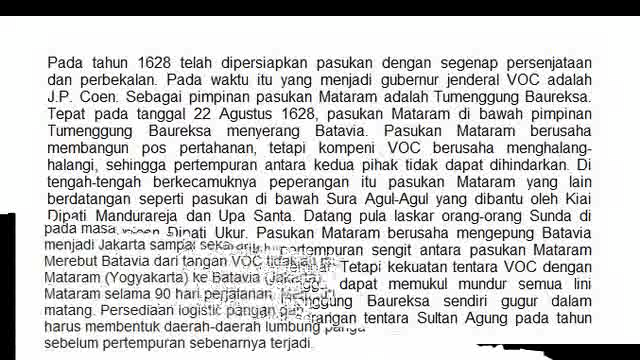 Pada tahun 1628 telah dipersiapkan pasukan dengan segenap persenjataan
dan perbekalan. Pada waktu itu yang menjadi gubernur jenderal VOC adalah
J.P. Coen. Sebagai pimpinan pasukan Mataram adalah Tumenggung Baureksa.
Tepat pada tanggal 22 Agustus 1628, pasukan Mataram di bawah pimpinan
Tumenggung Baureksa menyerang Batavia. Pasukan Mataram berusaha
membangun pos pertahanan, tetapi kompeni VOC berusaha menghalang-
halangi, sehingga pertempuran antara kedua pihak tidak dapat dihindarkan. Di
tengah-tengah berkecamuknya peperangan itu pasukan Mataram yang lain
berdatangan seperti pasukan di bawah Sura Agul-Agul yang dibantu oleh Kiai
Dipati Mandurareja dan Upa Santa. Datang pula laskar orang-orang Sunda di
Dipati Ukur. Pasukan Mataram berusaha mengepung Batavia
pertempuran sengit antara pasukan Mataram
Tetapi kekuatan tentara VOC dengan
dapat memukul mundur semua lini
Baureksa sendiri gugur dalam
tentara Sultan Agung pada tahun
pada masa
menjadi Jakarta sampai
Merebut Batavia dari tangan VOC
Mataram (Yogyakarta) ke Batavia (Jakarta)
Mataram selama 90 hari perjalanan
matang. Persediaan logistic pangan
harus membentuk daerah-daerah lumbung
sebelum pertempuran sebenarnya terjadi.